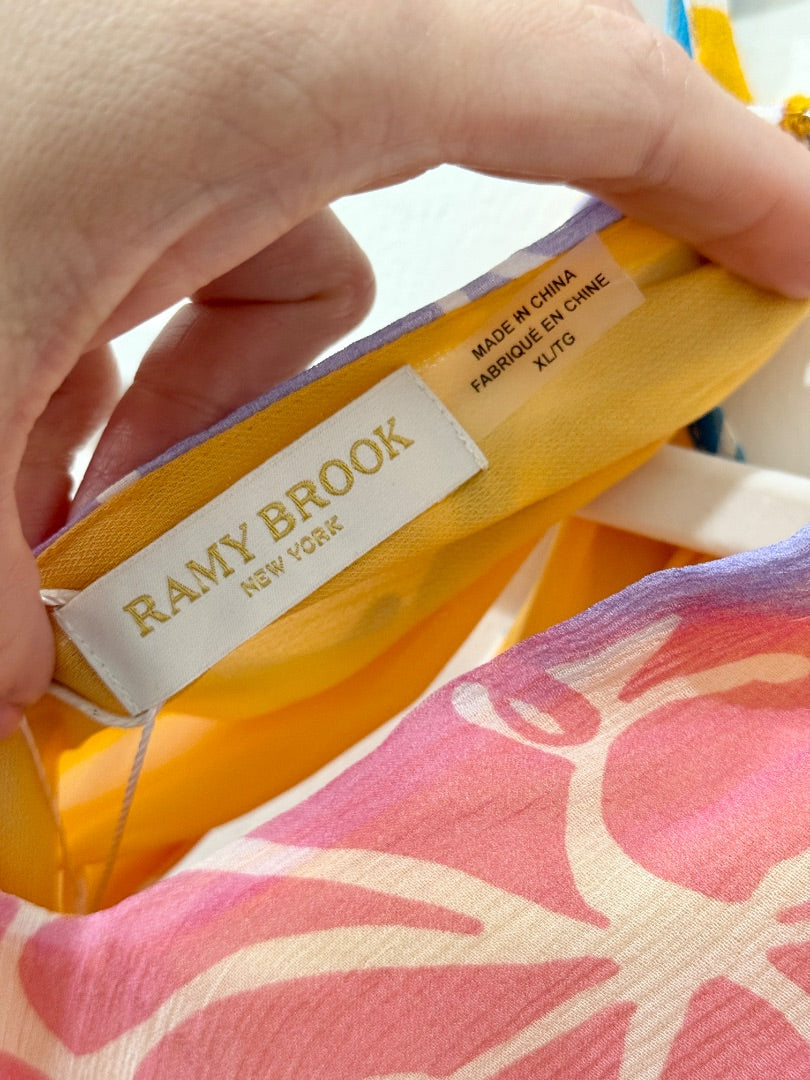 RAMY BROOK
NEW YORK
MADE IN CHINA
FABRIQUÉ EN CHINE
XL/TG